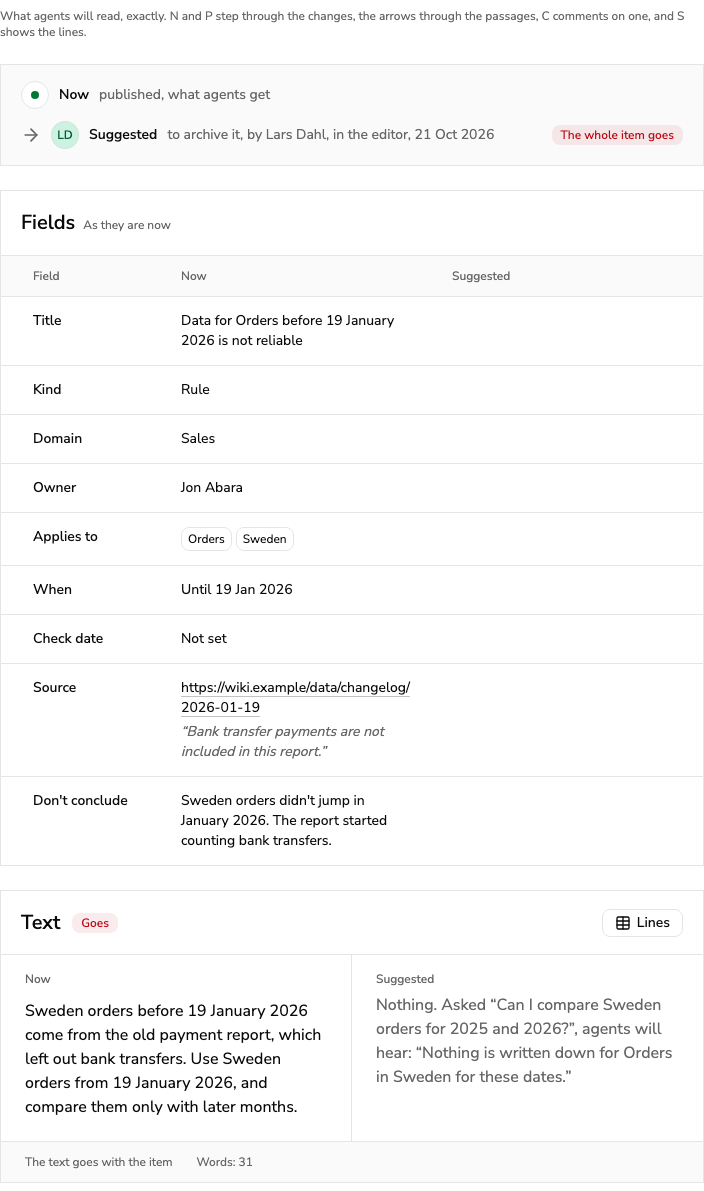 What agents will read, exactly. N and P step through the changes, the arrows through the passages, C comments on one, and S
shows the lines.
Now published, what agents get
LD Suggested to archive it, by Lars Dahl, in the editor, 21 Oct 2026 The whole item goes
Fields As they are now
Field Now Suggested
Title Data for Orders before 19 January
2026 is not reliable
Kind Rule
Domain Sales
Owner Jon Abara
Applies to Orders Sweden
When Until 19 Jan 2026
Check date Not set
Source https://wiki.example/data/changelog/
2026-01-19
“Bank transfer payments are not
included in this report.”
Don't conclude Sweden orders didn't jump in
January 2026. The report started
counting bank transfers.
Text Goes Lines
Now
Sweden orders before 19 January 2026
come from the old payment report, which
left out bank transfers. Use Sweden
orders from 19 January 2026, and
compare them only with later months.
Suggested
Nothing. Asked “Can I compare Sweden
orders for 2025 and 2026?”, agents will
hear: “Nothing is written down for Orders
in Sweden for these dates.”
The text goes with the item Words: 31